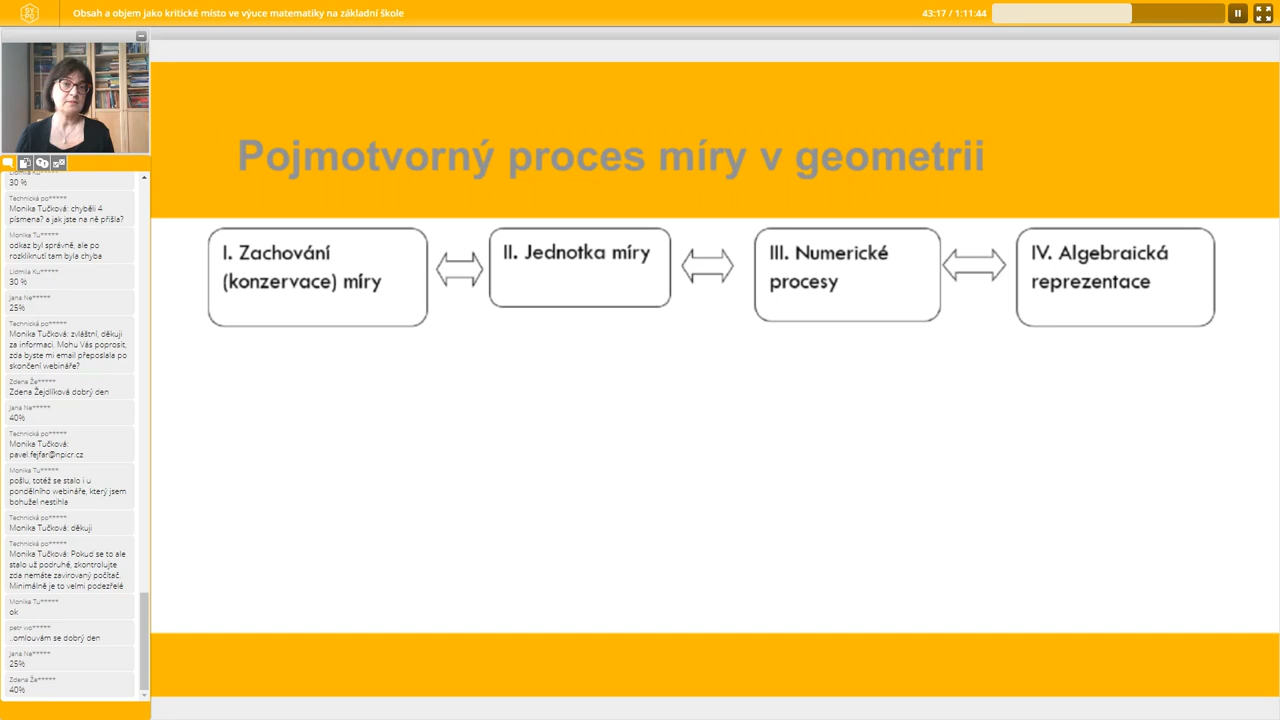 Obsah a objem jako kritické místo ve výuce matematiky na základní škole
43:17 / 1:11:44
Pojmotvorný proces míry v geometrii
I. Zachování
(konzervace) míry
II. Jednotka míry
III. Numerické
procesy
IV. Algebraická
reprezentace
30 %
Technická po*****
Monika Tučková: chyběli 4
písmena? a jak jste na ně přišla?
Monika Tu*****
odkaz byl správně, ale po
rozkliknutí tam byla chyba
Lidmila Ku*****
30 %
Jana Ne*****
25%
Technická po*****
Monika Tučková: zvláštní, děkuji
za informaci. Mohu Vás poprosit,
zda byste mi email přeposlala po
skončení webináře?
Zdena Že*****
Zdena Žejdlíková dobrý den
Jana Ne*****
40%
Technická po*****
Monika Tučková:
pavel.fejfar@npicr.cz
Monika Tu*****
pošlu, totéž se stalo i u
pondělního webináře, který jsem
bohužel nestihla
Technická po*****
Monika Tučková: děkuji
Technická po*****
Monika Tučková: Pokud se to ale
stalo už podruhé, zkontrolujte
zda nemáte zavirovaný počítač.
Minimálně je to velmi podezřelé
Monika Tu*****
ok
petr wo*****
..omlouvám se dobrý den
Jana Ne*****
25%
Zdena Že*****
40%